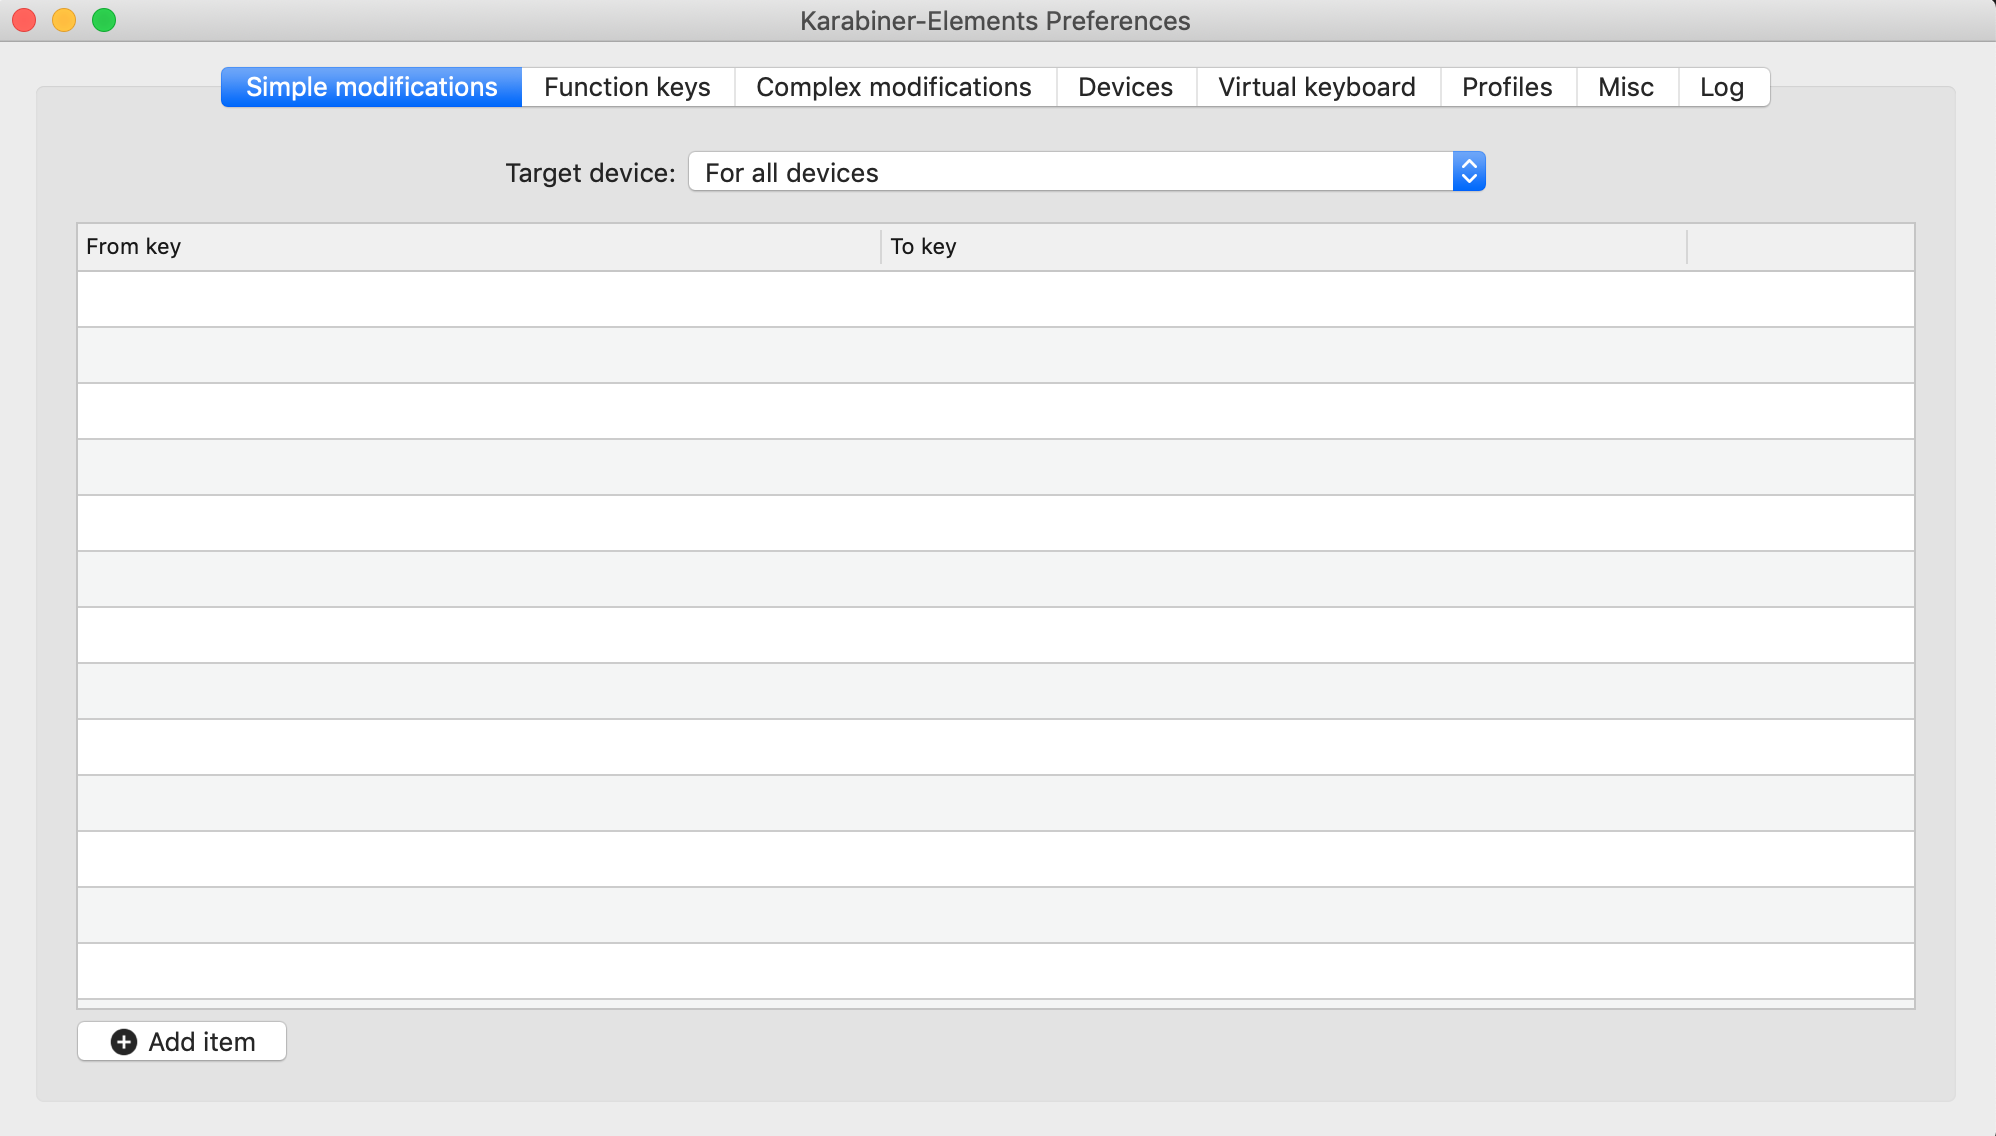 Karabiner-Elements Preferences
Simple modifications Function keys Complex modifications Devices Virtual keyboard Profiles Misc Log
Target device: For all devices
From key To key
Add item